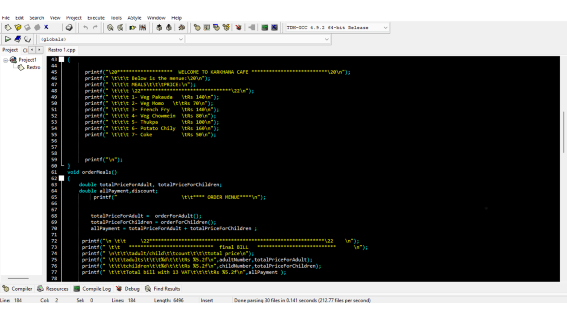 File Edit Search View Project Execute Tools AStyle Window Help
TDM-GCC 4.9.2 64-bit Release
(globals)
Project
Restro 1.cpp
Project1
Restro
43 {
44
45 printf("\20******************** WELCOME TO KANXHAMA CAFE ****************************\20\n");
46 printf(" \t\t\t Below is the menue:\20\n");
47 printf(" \t\t\t MEALS\t\t\tPRICE:\n");
48 printf(" \t\t\t \22*******************************\22\n");
49 printf(" \t\t\t 1- Veg Pakauda \tRs 140\n");
50 printf(" \t\t\t 2- Veg Momo \t\tRs 70\n");
51 printf(" \t\t\t 3- French Fry \tRs 140\n");
52 printf(" \t\t\t 4- Veg Chowmein \tRs 80\n");
53 printf(" \t\t\t 5- Thukpa \tRs 100\n");
54 printf(" \t\t\t 6- Potato Chily \tRs 160\n");
55 printf(" \t\t\t 7- Coke \tRs 50\n");
56
57
58
59 printf("\n");
60 }
61 void orderMeals()
62 {
63 double totalPriceForAdult, totalPriceForChildren;
64 double allPayment,discount;
65 printf(" \t\t**** ORDER MENUE****\n");
66
67
68 totalPriceForAdult = orderForAdult();
69 totalPriceForChildren = orderForChildren();
70 allPayment = totalPriceForAdult + totalPriceForChildren ;
71
72 printf("\n \t\t \22************************************************************\22 \n");
73 printf(" \t\t **************************** final BILL **************************** \n");
74 printf(" \t\t\tadult/child\t\tcount\t\t\ttotal price\n");
75 printf(" \t\t\tadults\t\t\t%d\t\t\tRs %5.2f\n",adultNumber,totalPriceForAdult);
76 printf(" \t\t\tchildren\t\t%d\t\t\tRs %5.2f\n",childNumber,totalPriceForChildren);
77 printf("\t\t\tTotal bill with 13 %VAT\t\t\t\tRs %5.2f\n",allPayment );
78
Compiler Resources Compile Log Debug Find Results
Line: 184 Col: 2 Sel: 0 Lines: 184 Length: 6496 Insert Done parsing 30 files in 0.141 seconds (212.77 files per second)